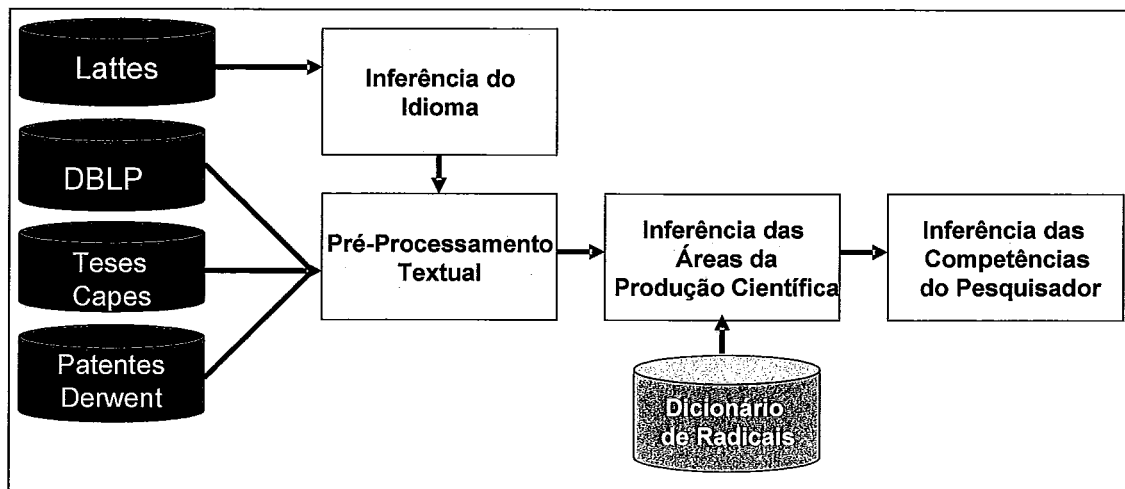 Lattes
Inferência do
Idioma
DBLP
Teses
Capes
Patentes
Derwent
Pré-Processamento
Textual
Inferência das
Áreas da
Produção Científica
Inferência das
Competências
do Pesquisador
Dicionário
de Radicais